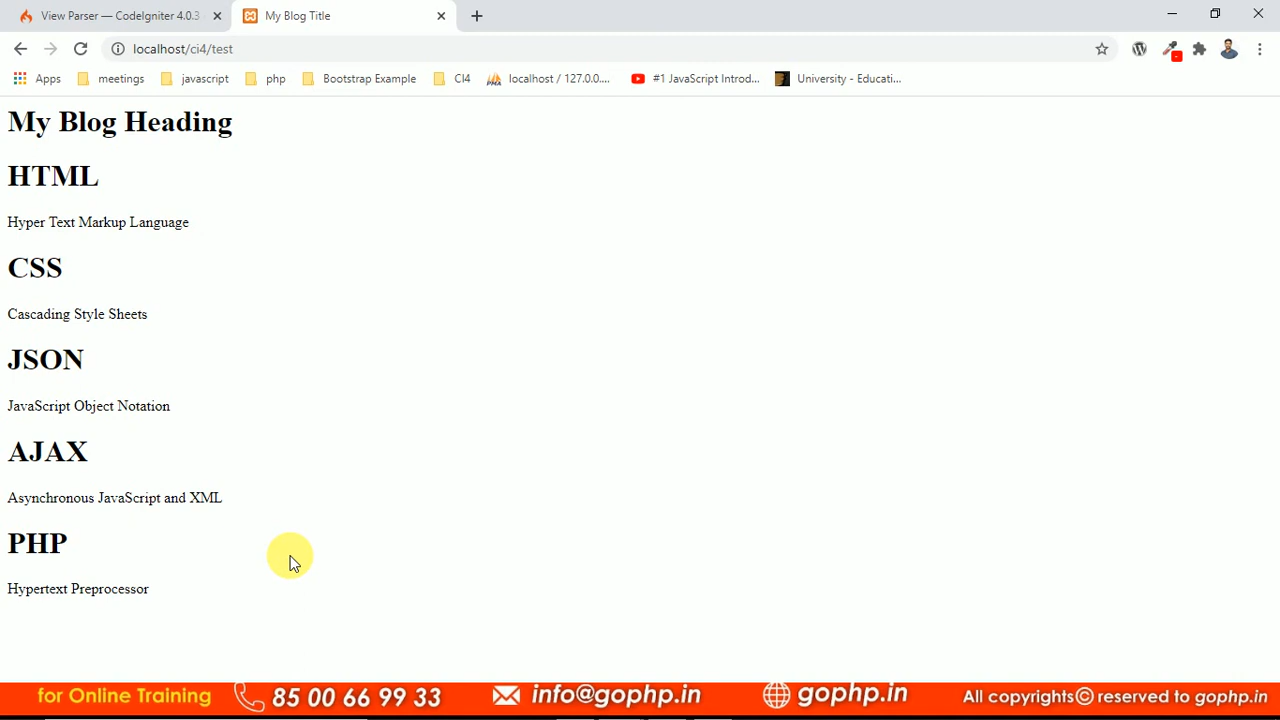 View Parser — CodeIgniter 4.0.3
My Blog Title
localhost/ci4/test
Apps
meetings
javascript
php
Bootstrap Example
CI4
PMA
localhost / 127.0.0....
#1 JavaScript Introd...
University - Educati...
My Blog Heading
HTML
Hyper Text Markup Language
CSS
Cascading Style Sheets
JSON
JavaScript Object Notation
AJAX
Asynchronous JavaScript and XML
PHP
Hypertext Preprocessor
for Online Training 85 00 66 99 33 info@gophp.in gophp.in All copyrights© reserved to gophp.in